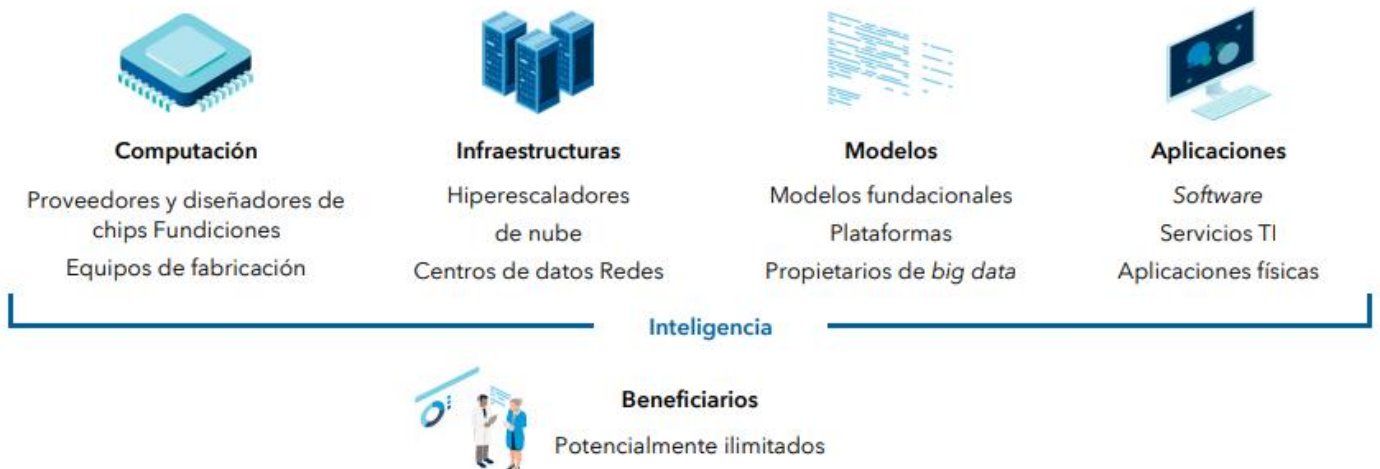 Computación
Proveedores y diseñadores de
chips Fundiciones
Equipos de fabricación
Infraestructuras
Hiperescaladores
de nube
Centros de datos Redes
Modelos
Modelos fundacionales
Plataformas
Propietarios de big data
Aplicaciones
Software
Servicios TI
Aplicaciones físicas
Inteligencia
Beneficiarios
Potencialmente ilimitados